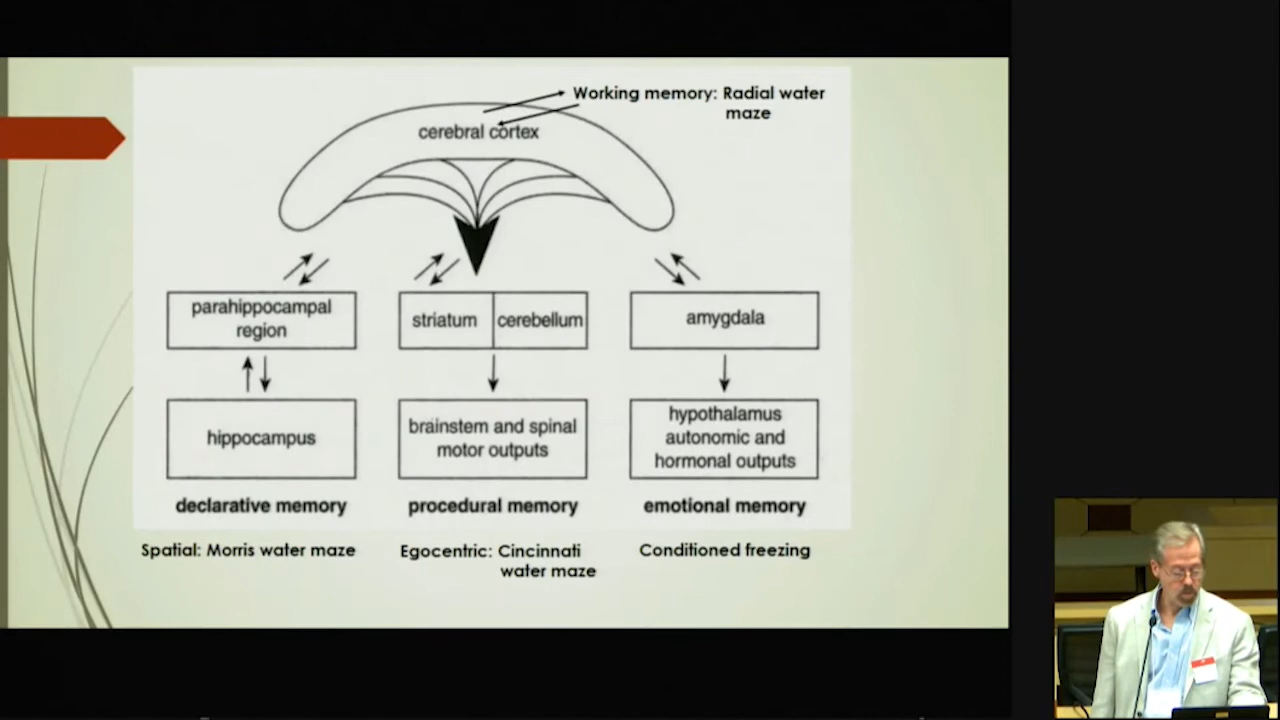 Working memory: Radial water
maze
cerebral cortex
parahippocampal
region
striatum
cerebellum
amygdala
hippocampus
brainstem and spinal
motor outputs
hypothalamus
autonomic and
hormonal outputs
declarative memory
procedural memory
emotional memory
Spatial: Morris water maze
Egocentric: Cincinnati
water maze
Conditioned freezing